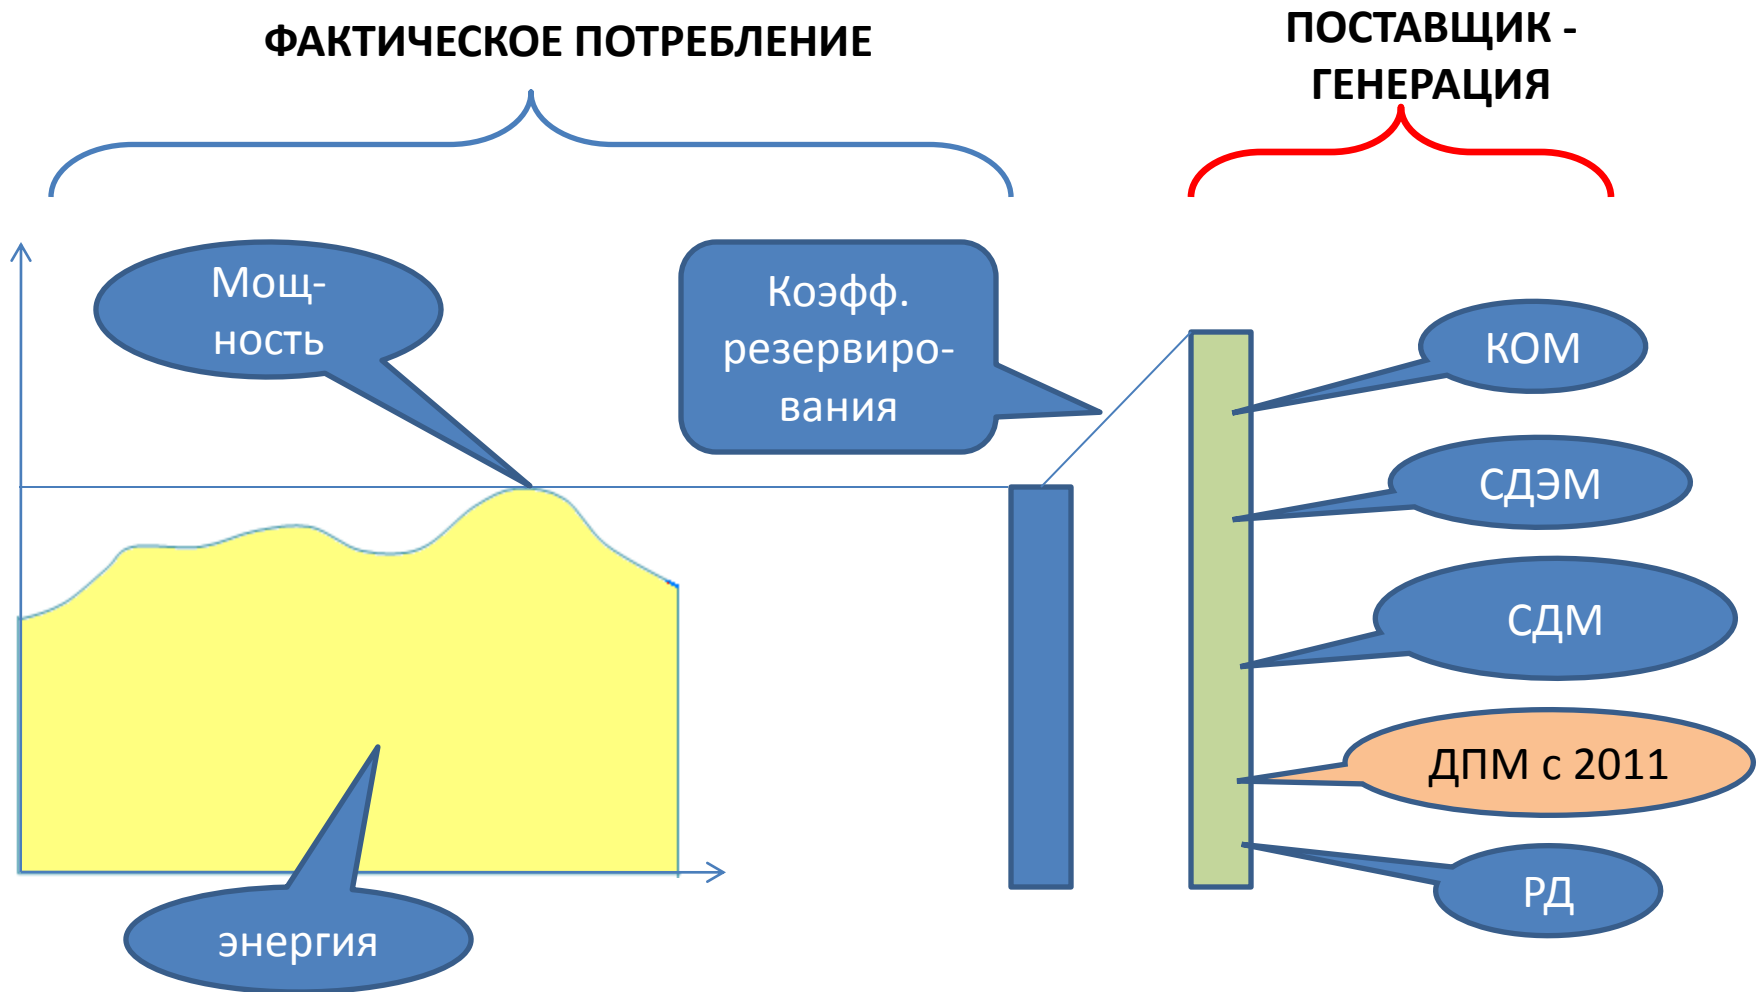 ФАКТИЧЕСКОЕ ПОТРЕБЛЕНИЕ
ПОСТАВЩИК -
ГЕНЕРАЦИЯ
Мощ-
ность
Коэфф.
резервиро-
вания
КОМ
СДЭМ
СДМ
ДПМ с 2011
РД
энергия